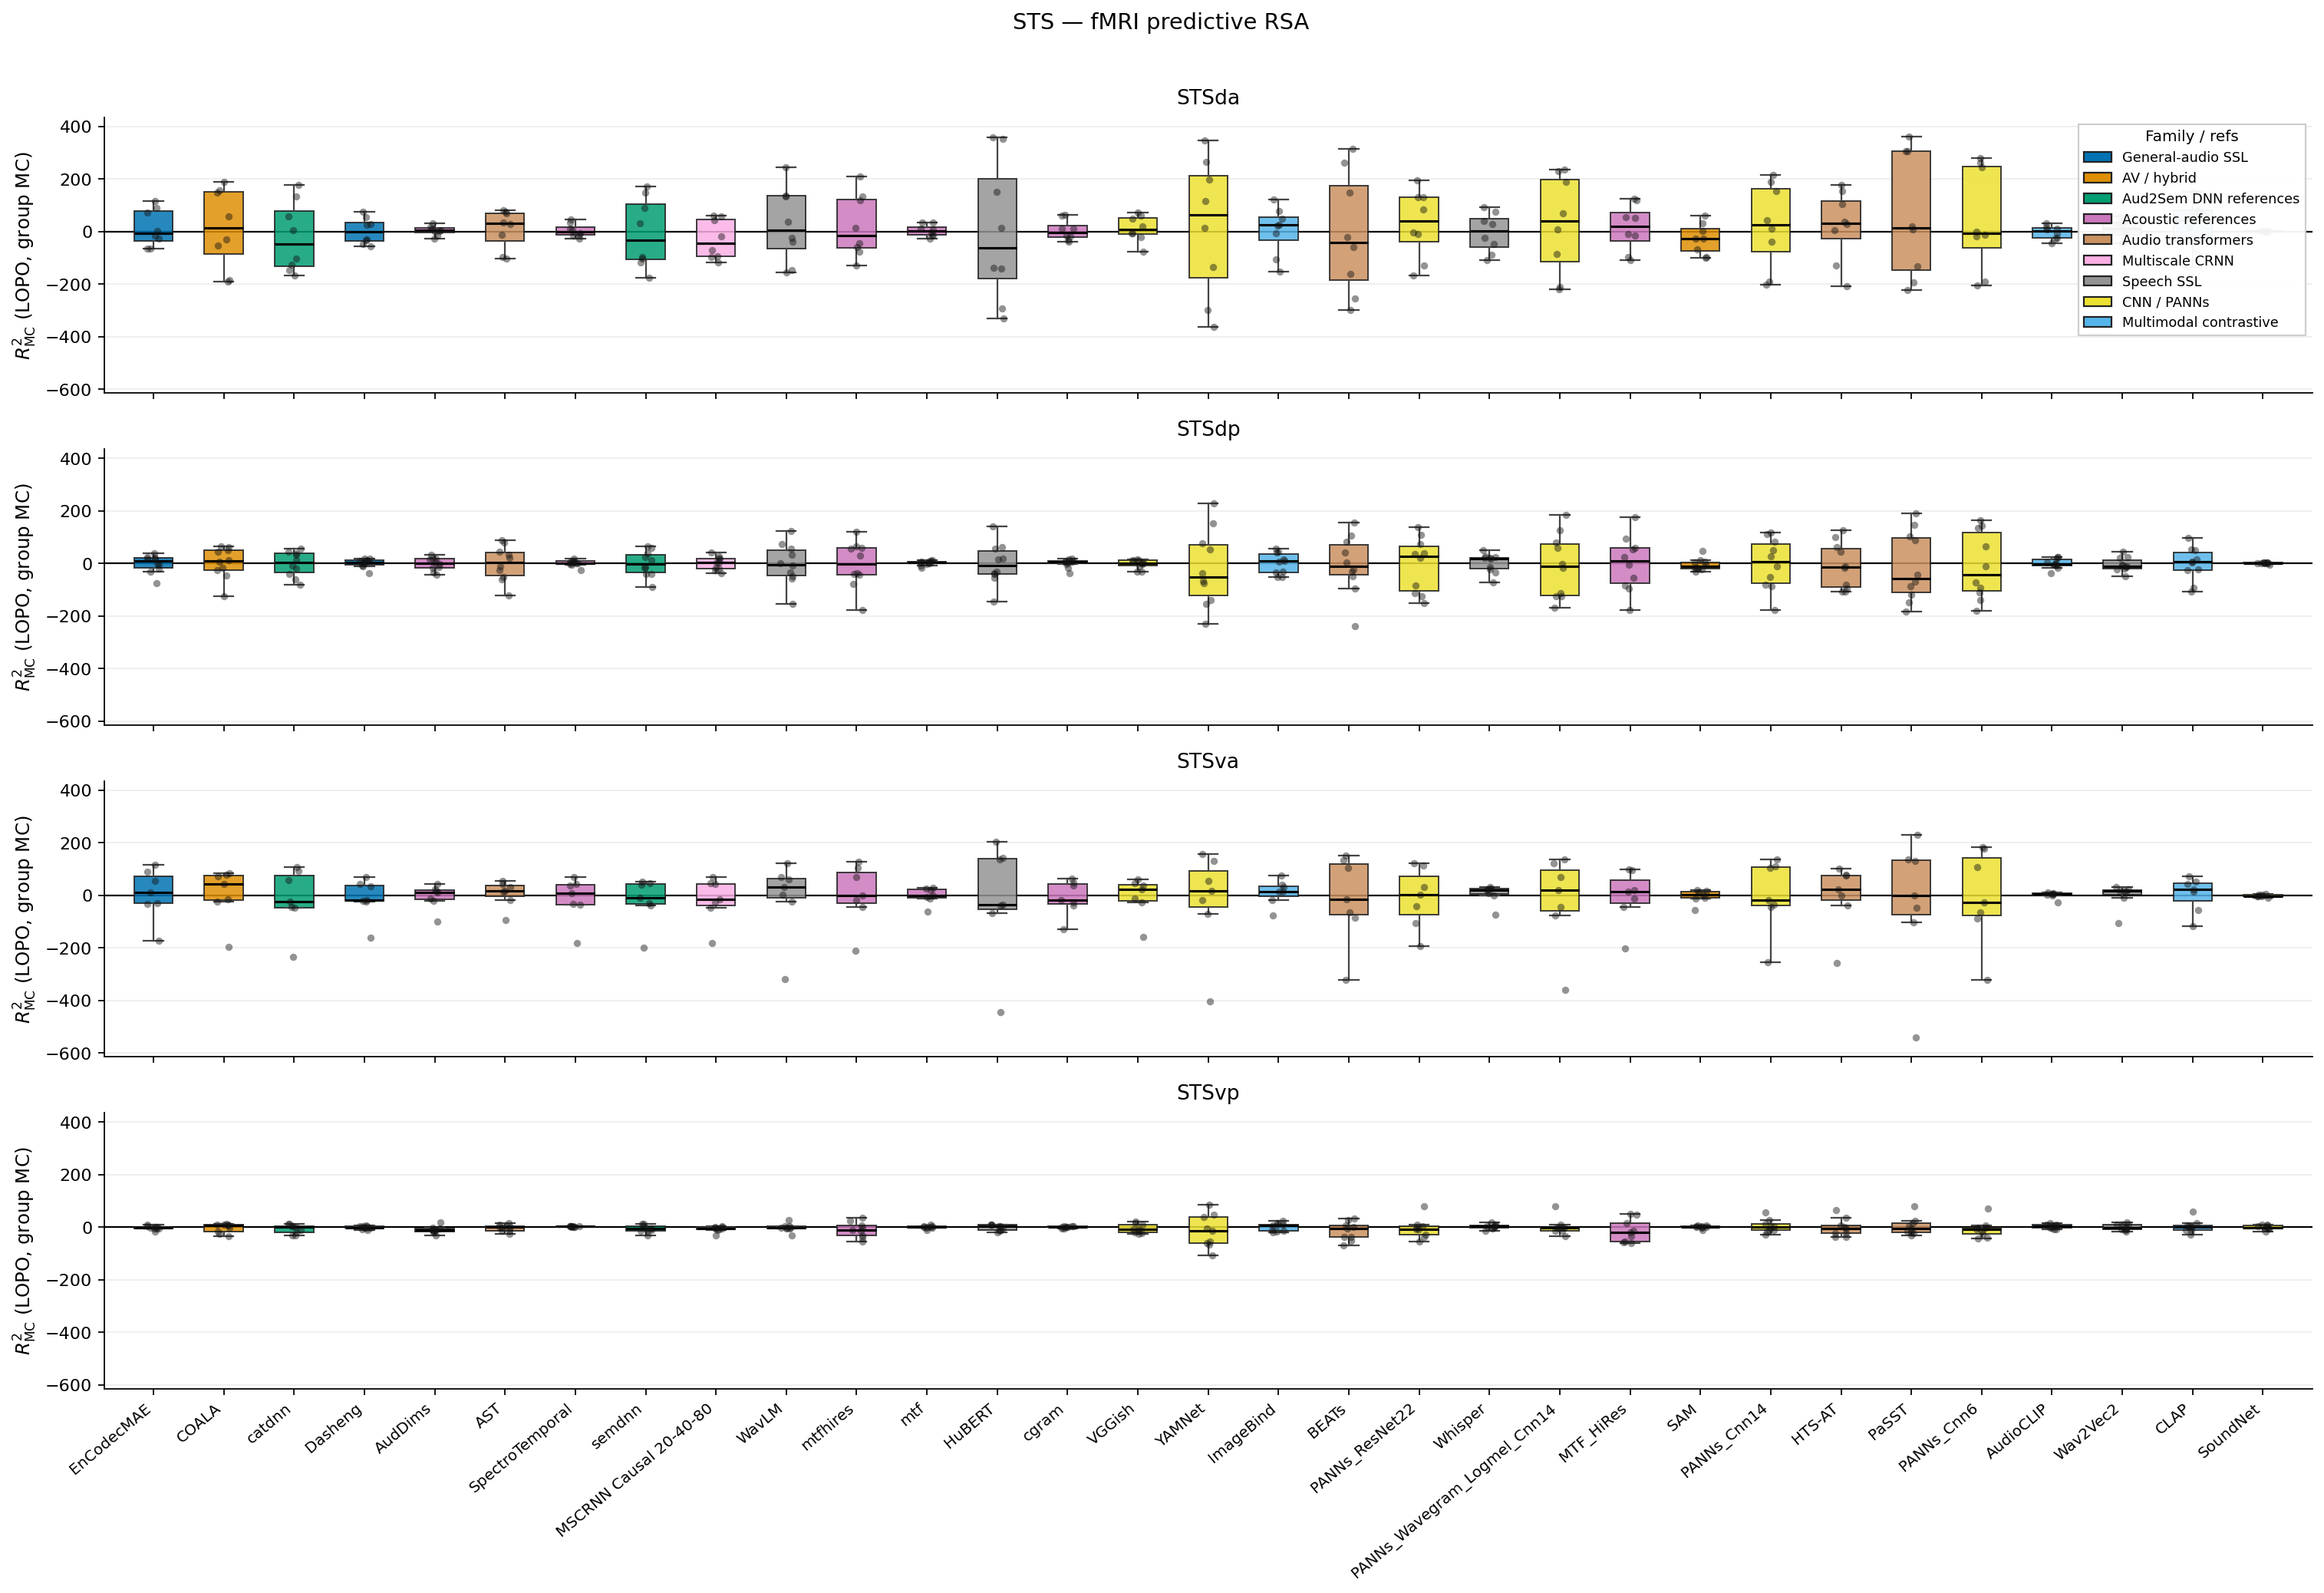 STS — fMRI predictive RSA
STSda
R²MC (LOPO, group MC)
400
200
0
−200
−400
−600
Family / refs
General-audio SSL
AV / hybrid
Aud2Sem DNN references
Acoustic references
Audio transformers
Multiscale CRNN
Speech SSL
CNN / PANNs
Multimodal contrastive
STSdp
R²MC (LOPO, group MC)
400
200
0
−200
−400
−600
STSva
R²MC (LOPO, group MC)
400
200
0
−200
−400
−600
STSvp
R²MC (LOPO, group MC)
400
200
0
−200
−400
−600
EnCodecMAE
COALA
catdnn
Dasheng
AudDims
AST
SpectroTemporal
semdnn
MSCRNN Causal 20-40-80
WavLM
mtfhires
mtf
HuBERT
cgram
VGGish
YAMNet
ImageBind
BEATs
PANNs_ResNet22
Whisper
PANNs_Wavegram_Logmel_Cnn14
MTF_HiRes
SAM
PANNs_Cnn14
HTS-AT
PaSST
PANNs_Cnn6
AudioCLIP
Wav2Vec2
CLAP
SoundNet